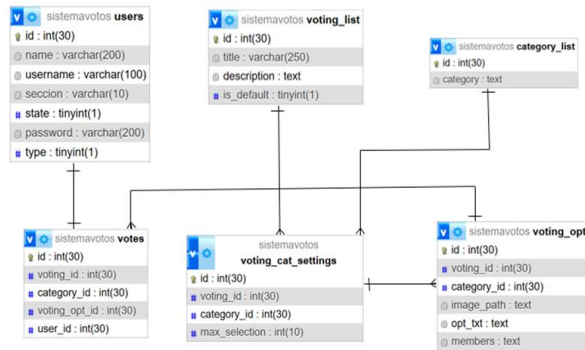 sistemavotos users
id : int(30)
name : varchar(200)
username : varchar(100)
seccion : varchar(10)
state : tinyint(1)
password : varchar(200)
type : tinyint(1)
sistemavotos voting_list
id : int(30)
title : varchar(250)
description : text
is_default : tinyint(1)
sistemavotos category_list
id : int(30)
category : text
sistemavotos votes
id : int(30)
voting_id : int(30)
category_id : int(30)
voting_opt_id : int(30)
user_id : int(30)
sistemavotos
voting_cat_settings
id : int(30)
voting_id : int(30)
category_id : int(30)
max_selection : int(10)
sistemavotos voting_opt
id : int(30)
voting_id : int(30)
category_id : int(30)
image_path : text
opt_txt : text
members : text